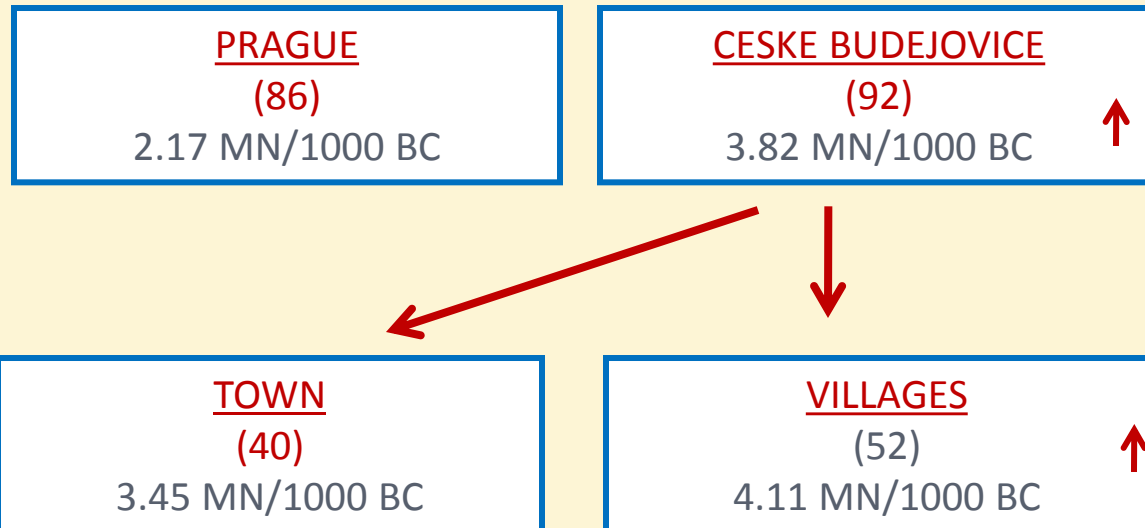 PRAGUE
(86)
2.17 MN/1000 BC
CESKE BUDEJOVICE
(92)
3.82 MN/1000 BC
TOWN
(40)
3.45 MN/1000 BC
VILLAGES
(52)
4.11 MN/1000 BC